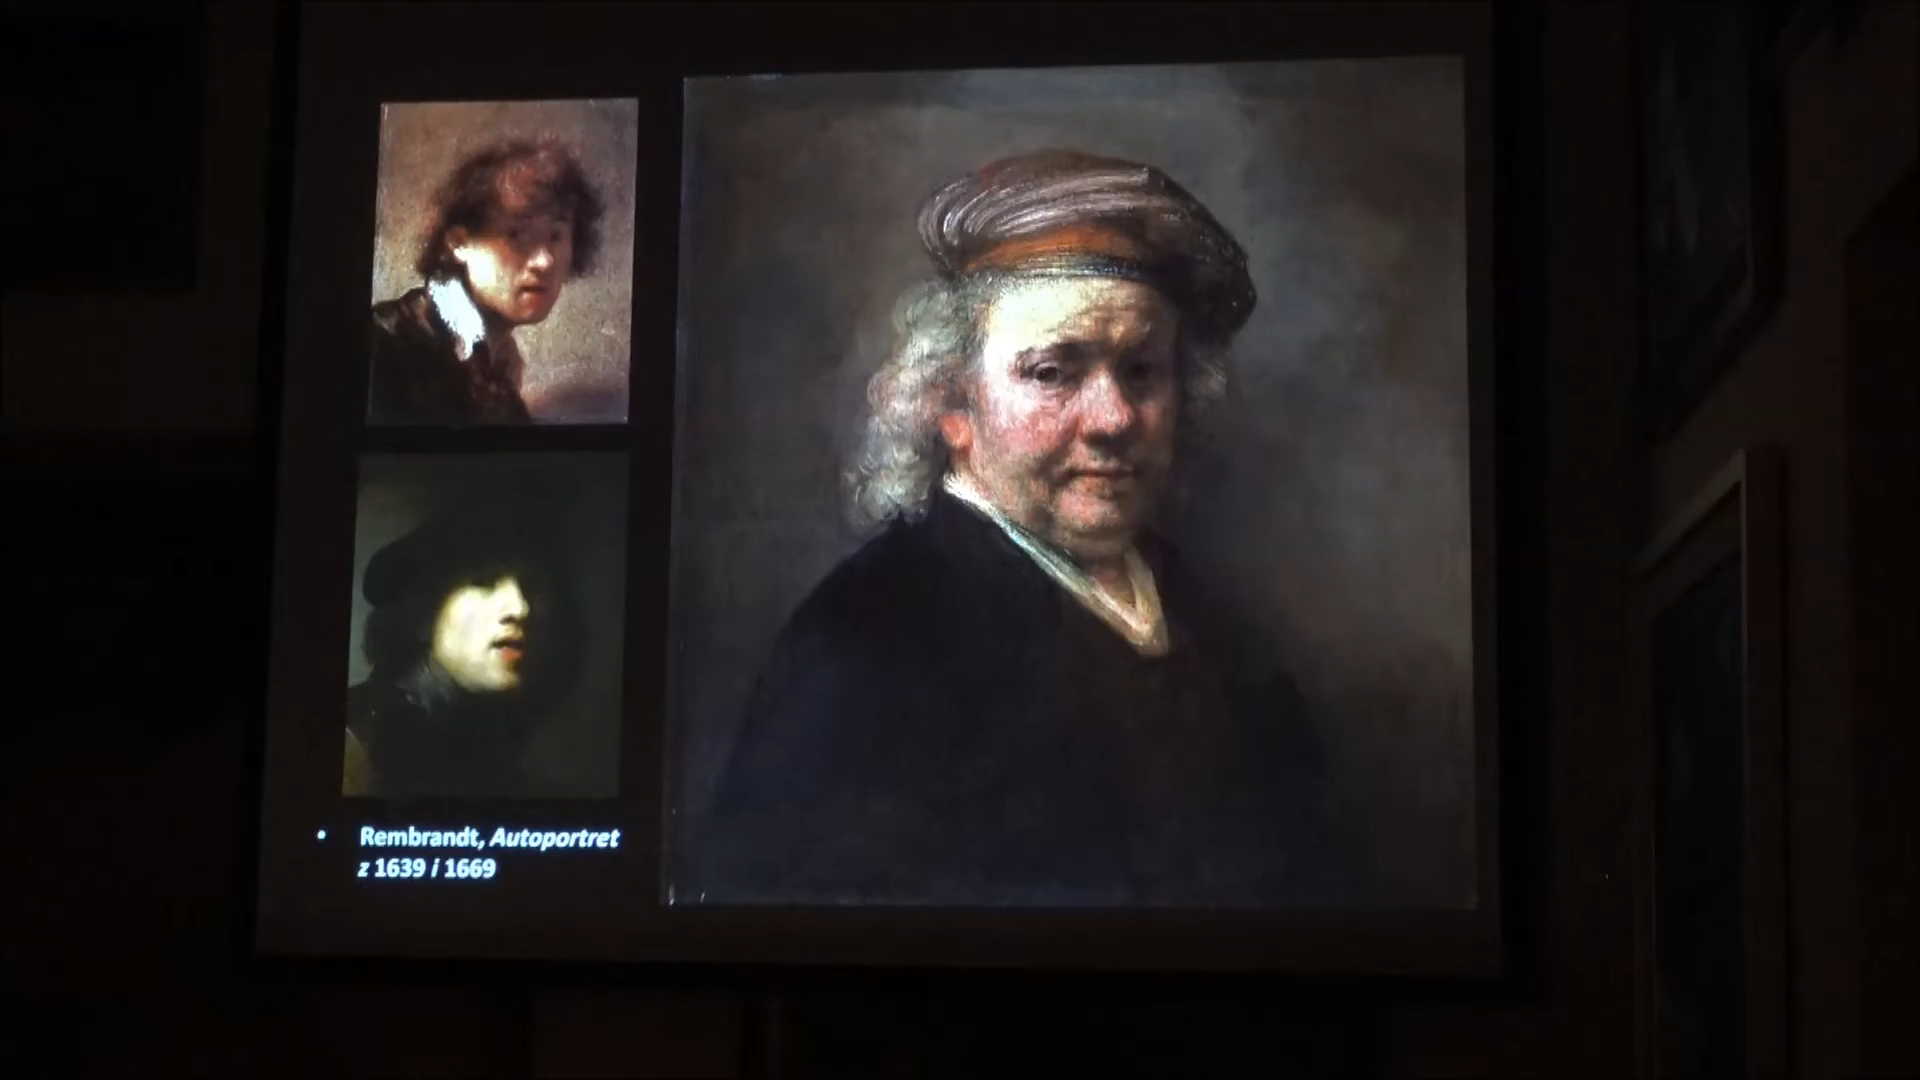 • Rembrandt, Autoportret
z 1639 i 1669